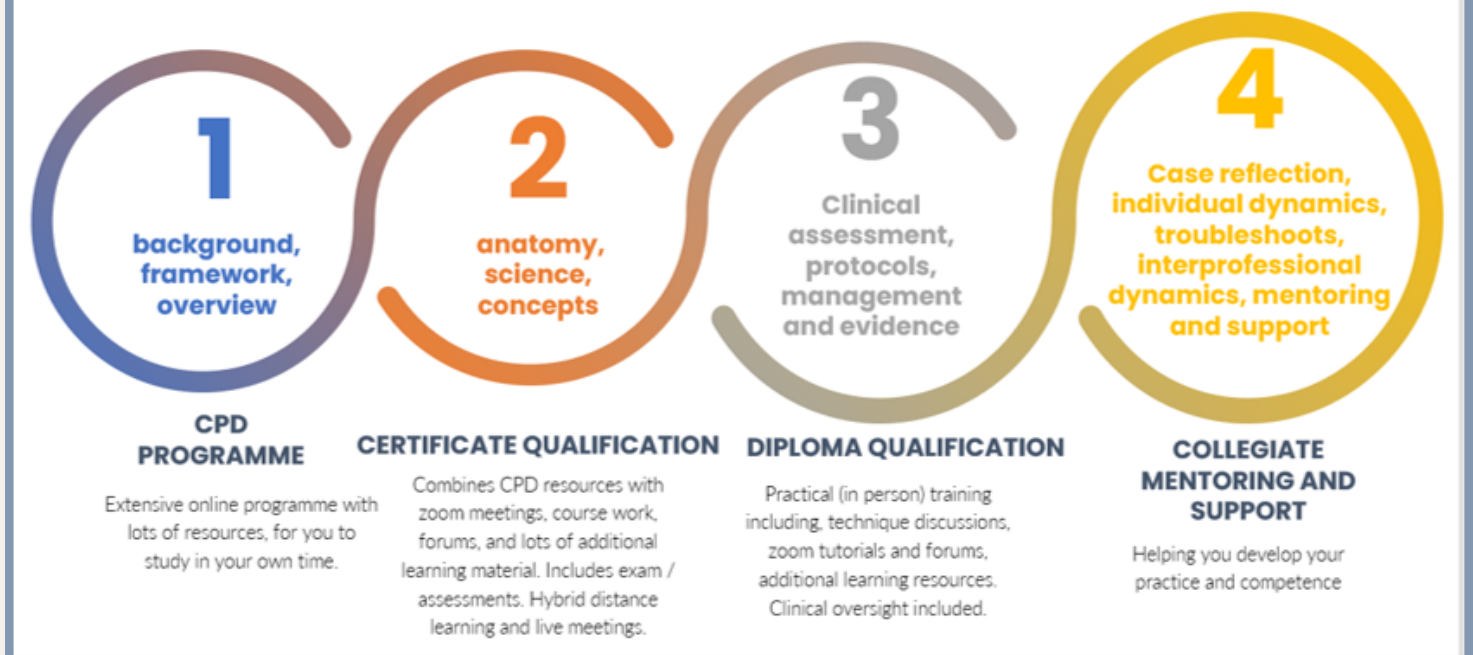 1
background,
framework,
overview
CPD
PROGRAMME
Extensive online programme with
lots of resources, for you to
study in your own time.
2
anatomy,
science,
concepts
CERTIFICATE QUALIFICATION
Combines CPD resources with
zoom meetings, course work,
forums, and lots of additional
learning material. Includes exam /
assessments. Hybrid distance
learning and live meetings.
3
Clinical
assessment,
protocols,
management
and evidence
DIPLOMA QUALIFICATION
Practical (in person) training
including, technique discussions,
zoom tutorials and forums,
additional learning resources.
Clinical oversight included.
4
Case reflection,
individual dynamics,
troubleshoots,
interprofessional
dynamics, mentoring
and support
COLLEGIATE
MENTORING AND
SUPPORT
Helping you develop your
practice and competence